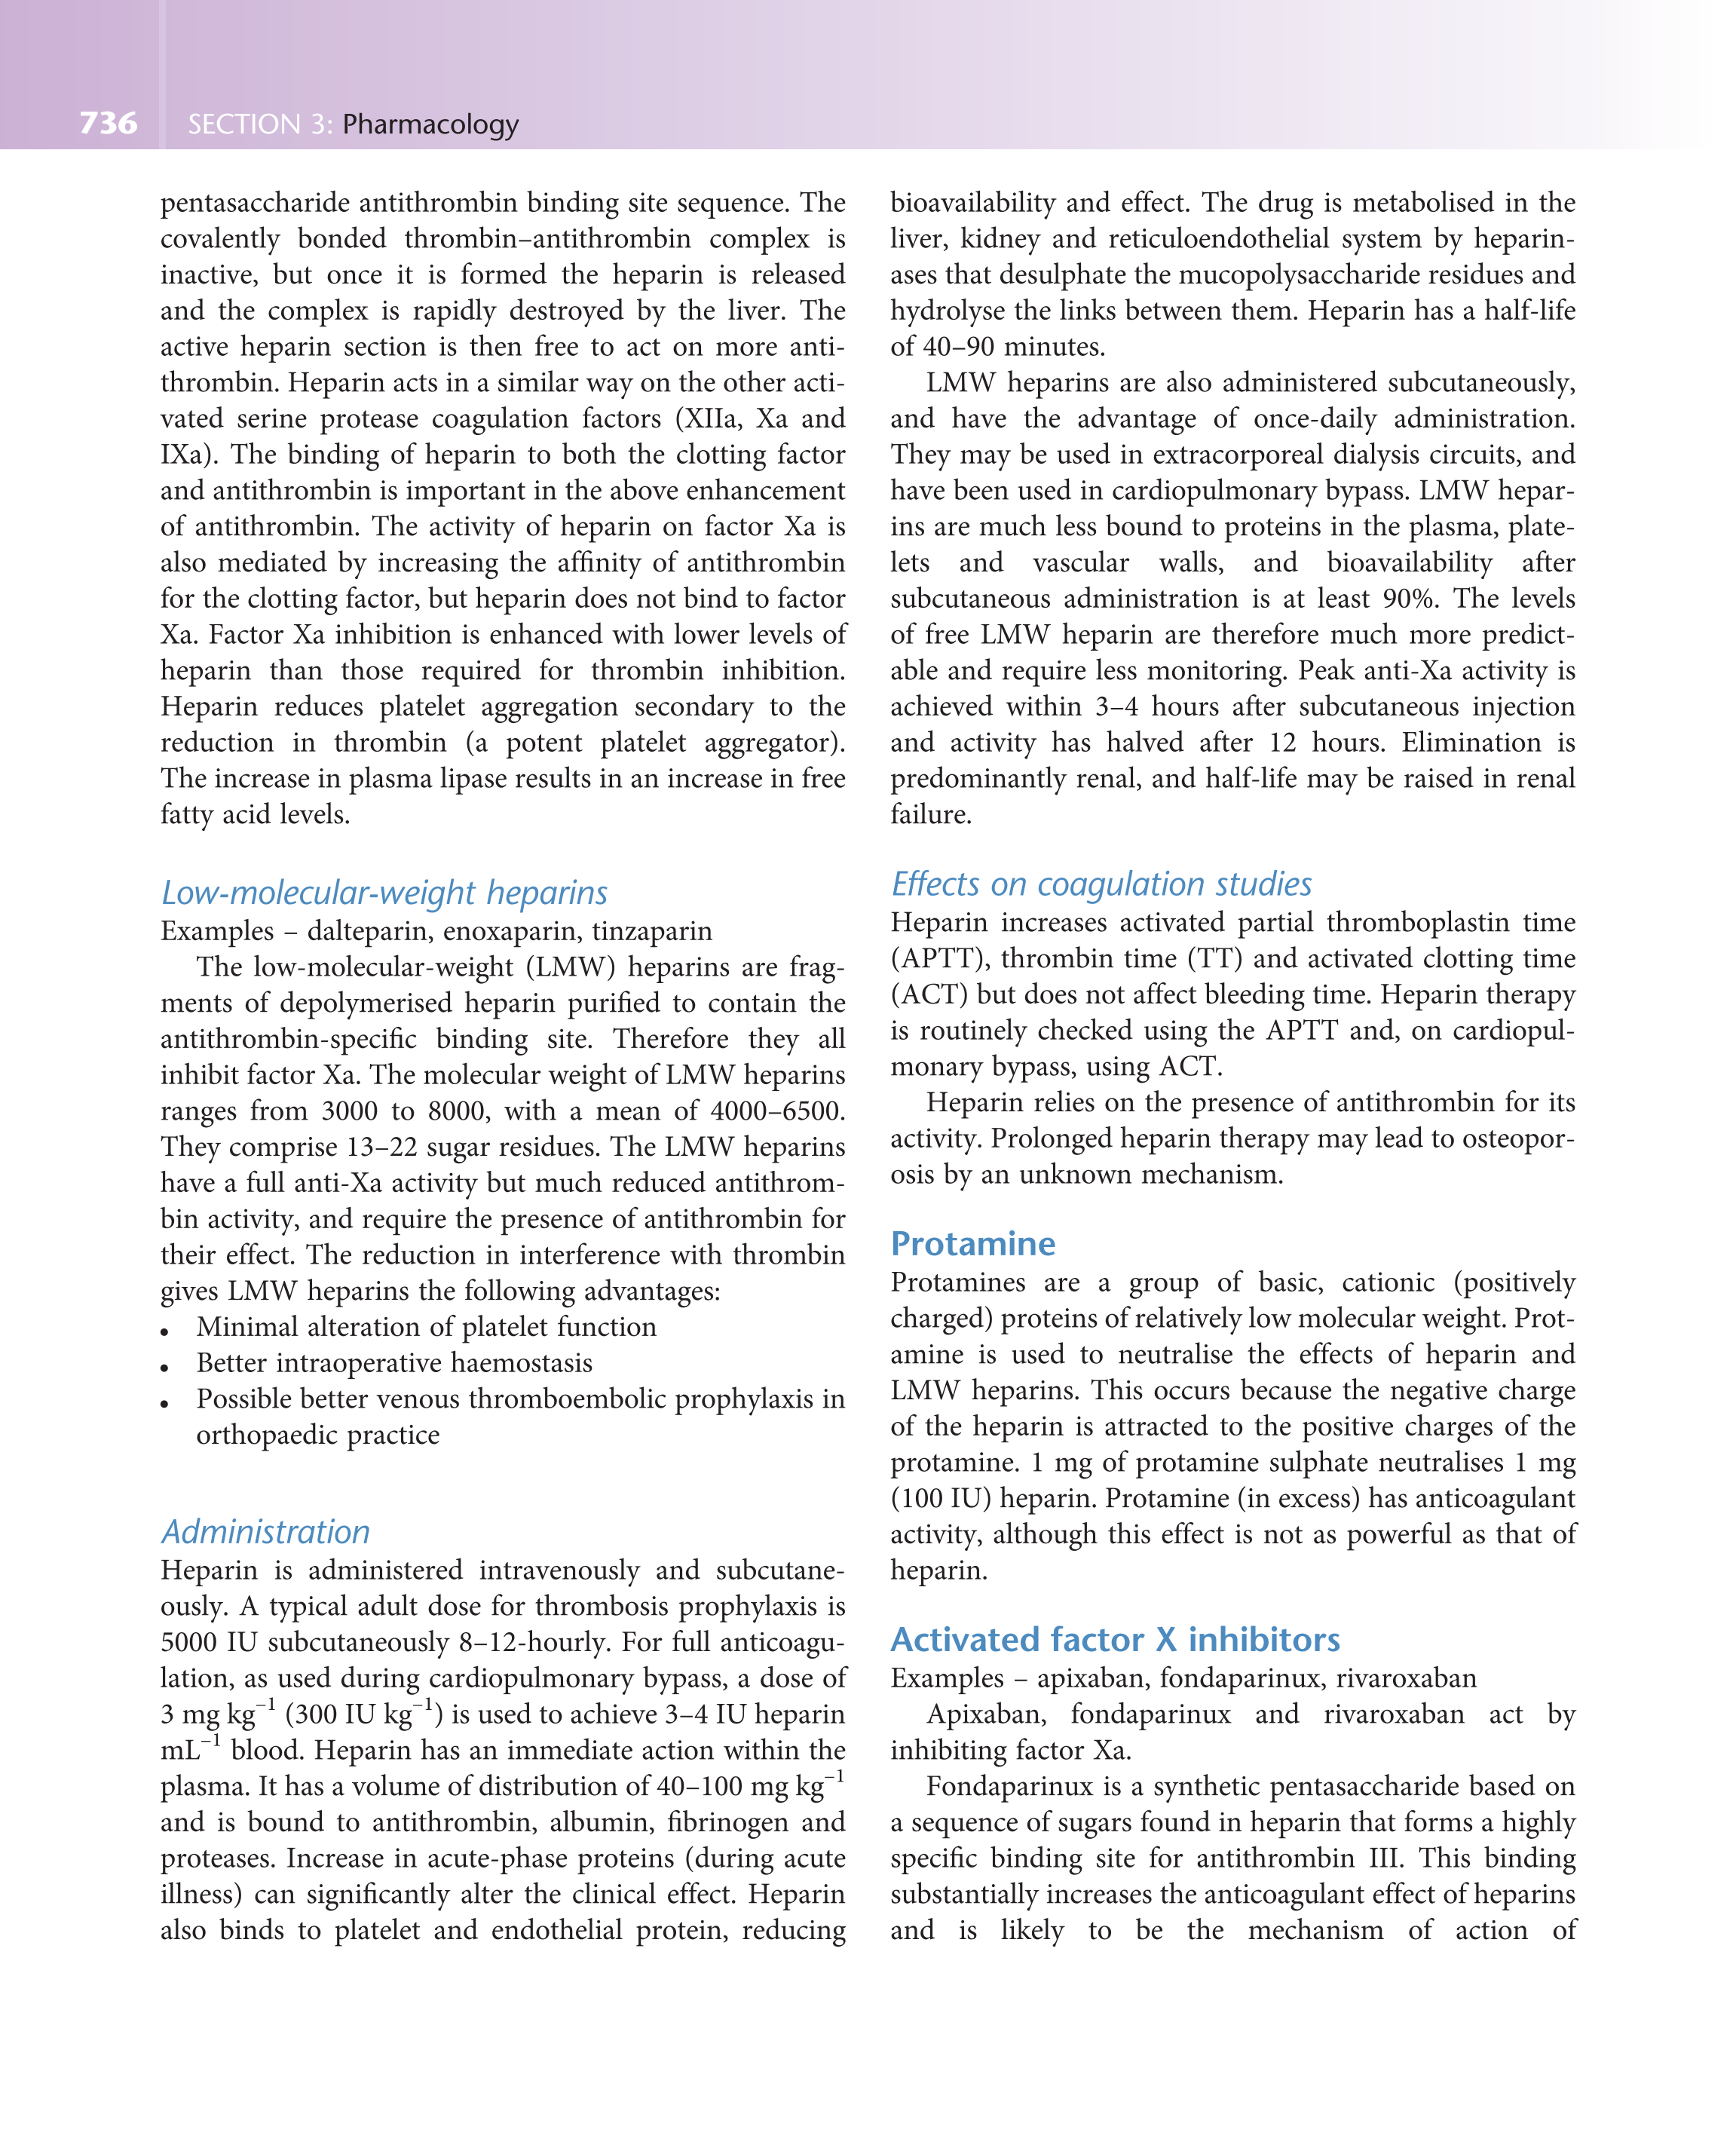 736 SECTION 3: Pharmacology
pentasaccharide antithrombin binding site sequence. The
covalently bonded thrombin–antithrombin complex is
inactive, but once it is formed the heparin is released
and the complex is rapidly destroyed by the liver. The
active heparin section is then free to act on more anti-
thrombin. Heparin acts in a similar way on the other acti-
vated serine protease coagulation factors (XIIa, Xa and
IXa). The binding of heparin to both the clotting factor
and antithrombin is important in the above enhancement
of antithrombin. The activity of heparin on factor Xa is
also mediated by increasing the affinity of antithrombin
for the clotting factor, but heparin does not bind to factor
Xa. Factor Xa inhibition is enhanced with lower levels of
heparin than those required for thrombin inhibition.
Heparin reduces platelet aggregation secondary to the
reduction in thrombin (a potent platelet aggregator).
The increase in plasma lipase results in an increase in free
fatty acid levels.
Low-molecular-weight heparins
Examples – dalteparin, enoxaparin, tinzaparin
The low-molecular-weight (LMW) heparins are frag-
ments of depolymerised heparin purified to contain the
antithrombin-specific binding site. Therefore they all
inhibit factor Xa. The molecular weight of LMW heparins
ranges from 3000 to 8000, with a mean of 4000–6500.
They comprise 13–22 sugar residues. The LMW heparins
have a full anti-Xa activity but much reduced antithrom-
bin activity, and require the presence of antithrombin for
their effect. The reduction in interference with thrombin
gives LMW heparins the following advantages:
• Minimal alteration of platelet function
• Better intraoperative haemostasis
• Possible better venous thromboembolic prophylaxis in
orthopaedic practice
Administration
Heparin is administered intravenously and subcutane-
ously. A typical adult dose for thrombosis prophylaxis is
5000 IU subcutaneously 8–12-hourly. For full anticoagu-
lation, as used during cardiopulmonary bypass, a dose of
3 mg kg⁻¹ (300 IU kg⁻¹) is used to achieve 3–4 IU heparin
mL⁻¹ blood. Heparin has an immediate action within the
plasma. It has a volume of distribution of 40–100 mg kg⁻¹
and is bound to antithrombin, albumin, fibrinogen and
proteases. Increase in acute-phase proteins (during acute
illness) can significantly alter the clinical effect. Heparin
also binds to platelet and endothelial protein, reducing
bioavailability and effect. The drug is metabolised in the
liver, kidney and reticuloendothelial system by heparin-
ases that desulphate the mucopolysaccharide residues and
hydrolyse the links between them. Heparin has a half-life
of 40–90 minutes.
LMW heparins are also administered subcutaneously,
and have the advantage of once-daily administration.
They may be used in extracorporeal dialysis circuits, and
have been used in cardiopulmonary bypass. LMW hepar-
ins are much less bound to proteins in the plasma, plate-
lets and vascular walls, and bioavailability after
subcutaneous administration is at least 90%. The levels
of free LMW heparin are therefore much more predict-
able and require less monitoring. Peak anti-Xa activity is
achieved within 3–4 hours after subcutaneous injection
and activity has halved after 12 hours. Elimination is
predominantly renal, and half-life may be raised in renal
failure.
Effects on coagulation studies
Heparin increases activated partial thromboplastin time
(APTT), thrombin time (TT) and activated clotting time
(ACT) but does not affect bleeding time. Heparin therapy
is routinely checked using the APTT and, on cardiopul-
monary bypass, using ACT.
Heparin relies on the presence of antithrombin for its
activity. Prolonged heparin therapy may lead to osteopor-
osis by an unknown mechanism.
Protamine
Protamines are a group of basic, cationic (positively
charged) proteins of relatively low molecular weight. Prot-
amine is used to neutralise the effects of heparin and
LMW heparins. This occurs because the negative charge
of the heparin is attracted to the positive charges of the
protamine. 1 mg of protamine sulphate neutralises 1 mg
(100 IU) heparin. Protamine (in excess) has anticoagulant
activity, although this effect is not as powerful as that of
heparin.
Activated factor X inhibitors
Examples – apixaban, fondaparinux, rivaroxaban
Apixaban, fondaparinux and rivaroxaban act by
inhibiting factor Xa.
Fondaparinux is a synthetic pentasaccharide based on
a sequence of sugars found in heparin that forms a highly
specific binding site for antithrombin III. This binding
substantially increases the anticoagulant effect of heparins
and is likely to be the mechanism of action of